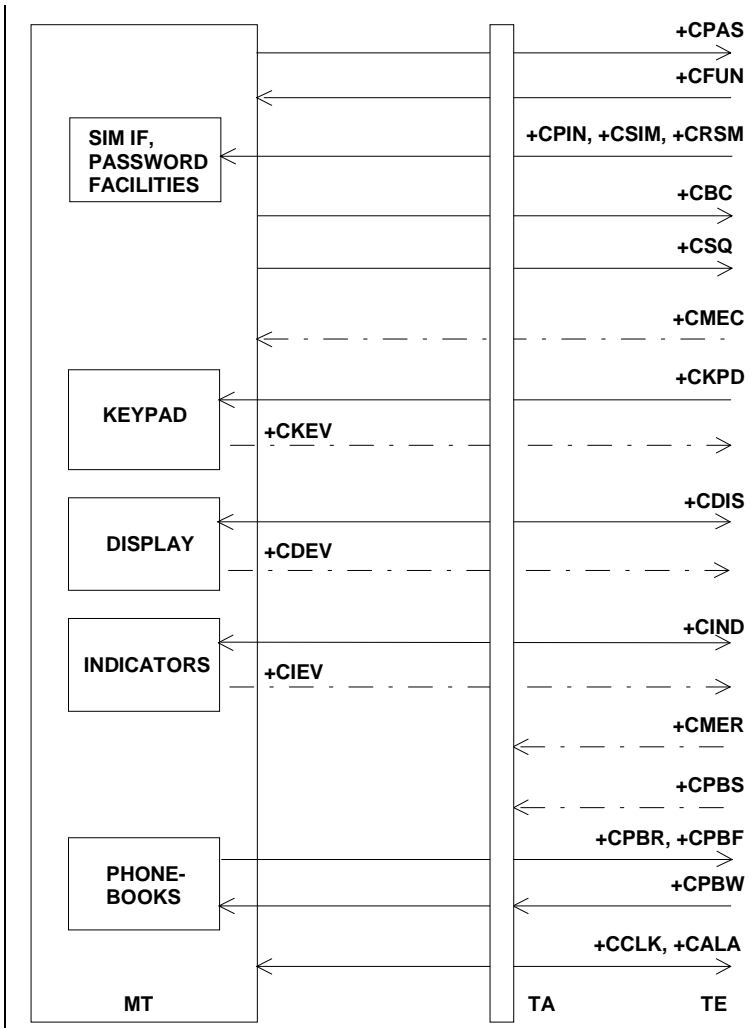 +CPAS
+CFUN
SIM IF,
PASSWORD
FACILITIES
+CPIN, +CSIM, +CRSM
+CBC
+CSQ
+CMEC
+CKPD
KEYPAD
+CKEV
+CDIS
DISPLAY
+CDEV
+CIND
INDICATORS
+CIEV
+CMER
+CPBS
+CPBR, +CPBF
PHONE-
BOOKS
+CPBW
+CCLK, +CALA
MT TA TE